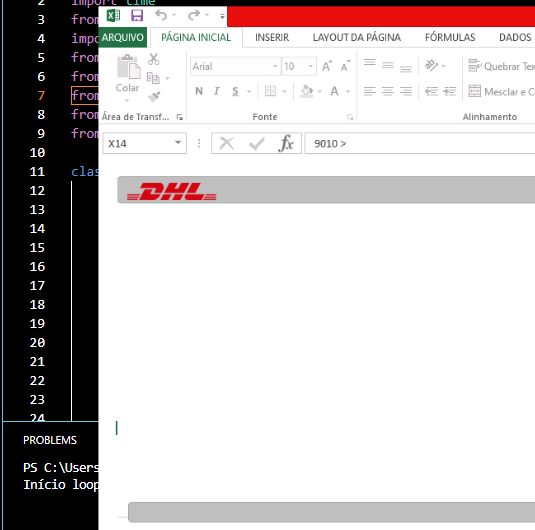 2 import time
3 from
4 impo
5 from
6 from
7 from
8 from
9 from
10
11 clas
12
13
14
15
16
17
18
19
20
21
22
23
24
PROBLEMS
PS C:\Users
Início loop
ARQUIVO PÁGINA INICIAL INSERIR LAYOUT DA PÁGINA FÓRMULAS DADOS
Colar
Arial 10 A A
Quebrar Tex
N I S A
Mesclar e C
Área de Transf... Fonte Alinhamento
X14 fx 9010 >
DHL